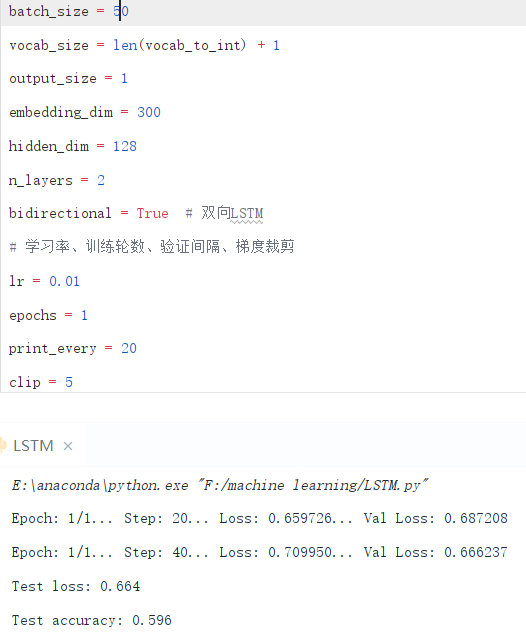 batch_size = 50
vocab_size = len(vocab_to_int) + 1
output_size = 1
embedding_dim = 300
hidden_dim = 128
n_layers = 2
bidirectional = True  # 双向LSTM
# 学习率、训练轮数、验证间隔、梯度裁剪
lr = 0.01
epochs = 1
print_every = 20
clip = 5
LSTM ×
E:\anaconda\python.exe "F:/machine learning/LSTM.py"
Epoch: 1/1... Step: 20... Loss: 0.659726... Val Loss: 0.687208
Epoch: 1/1... Step: 40... Loss: 0.709950... Val Loss: 0.666237
Test loss: 0.664
Test accuracy: 0.596